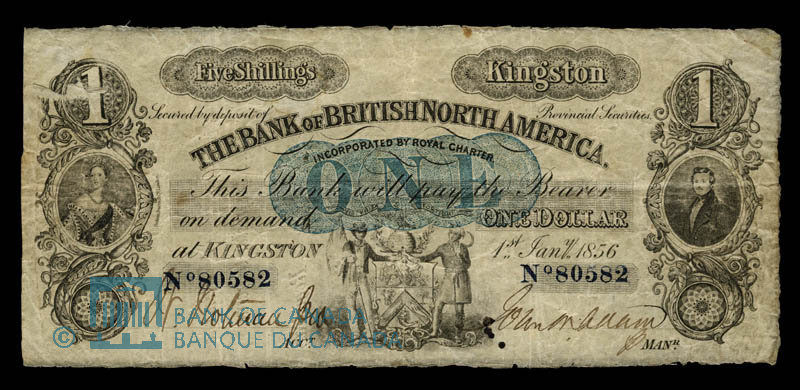 1 Five Shillings Kingston 1
Secured by deposit of Provincial Securities.
THE BANK OF BRITISH NORTH AMERICA.
INCORPORATED BY ROYAL CHARTER.
ONE
This Bank will pay the Bearer
on demand ONE DOLLAR
at KINGSTON 1st Jany. 1856
No 80582 No 80582
MANR
© BANK OF CANADA
BANQUE DU CANADA